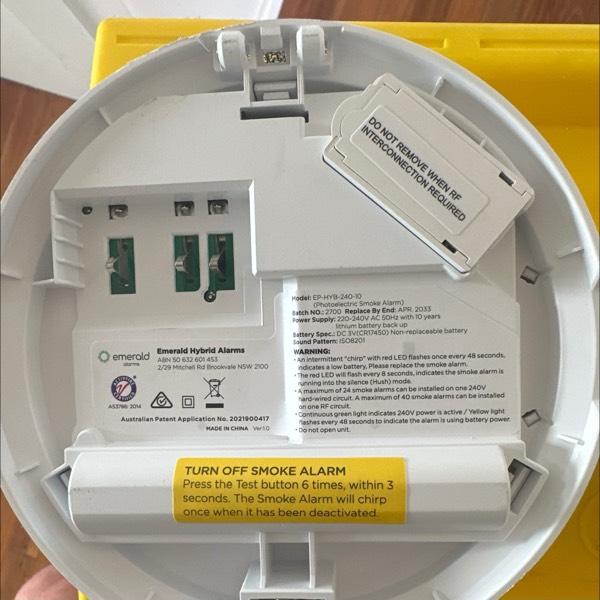 DO NOT REMOVE WHEN RF
INTERCONNECTION REQUIRED
Model: EP-HYB-240-10
(Photoelectric Smoke Alarm)
Batch NO.: 2700 Replace By End: APR. 2033
Power Supply: 220-240V AC 50Hz with 10 years
lithium battery back up
Battery Spec.: DC 3V(CR17450) Non-replaceable battery
Sound Pattern: ISO8201
WARNING:
•An intermittent "chirp" with red LED flashes once every 48 seconds,
indicates a low battery, Please replace the smoke alarm.
•The red LED will flash every 8 seconds, indicates the smoke alarm is
running into the silence (Hush) mode.
•A maximum of 24 smoke alarms can be installed on one 240V
hard-wired circuit. A maximum of 40 smoke alarms can be installed
on one RF circuit.
•Continuous green light indicates 240V power is active / Yellow light
flashes every 48 seconds to indicate the alarm is using battery power.
•Do not open unit.
emerald
alarms
Emerald Hybrid Alarms
ABN 50 632 601 453
2/29 Mitchell Rd Brookvale NSW 2100
AS3786: 2014
Australian Patent Application No. 2021900417
MADE IN CHINA Ver1.0
TURN OFF SMOKE ALARM
Press the Test button 6 times, within 3
seconds. The Smoke Alarm will chirp
once when it has been deactivated.